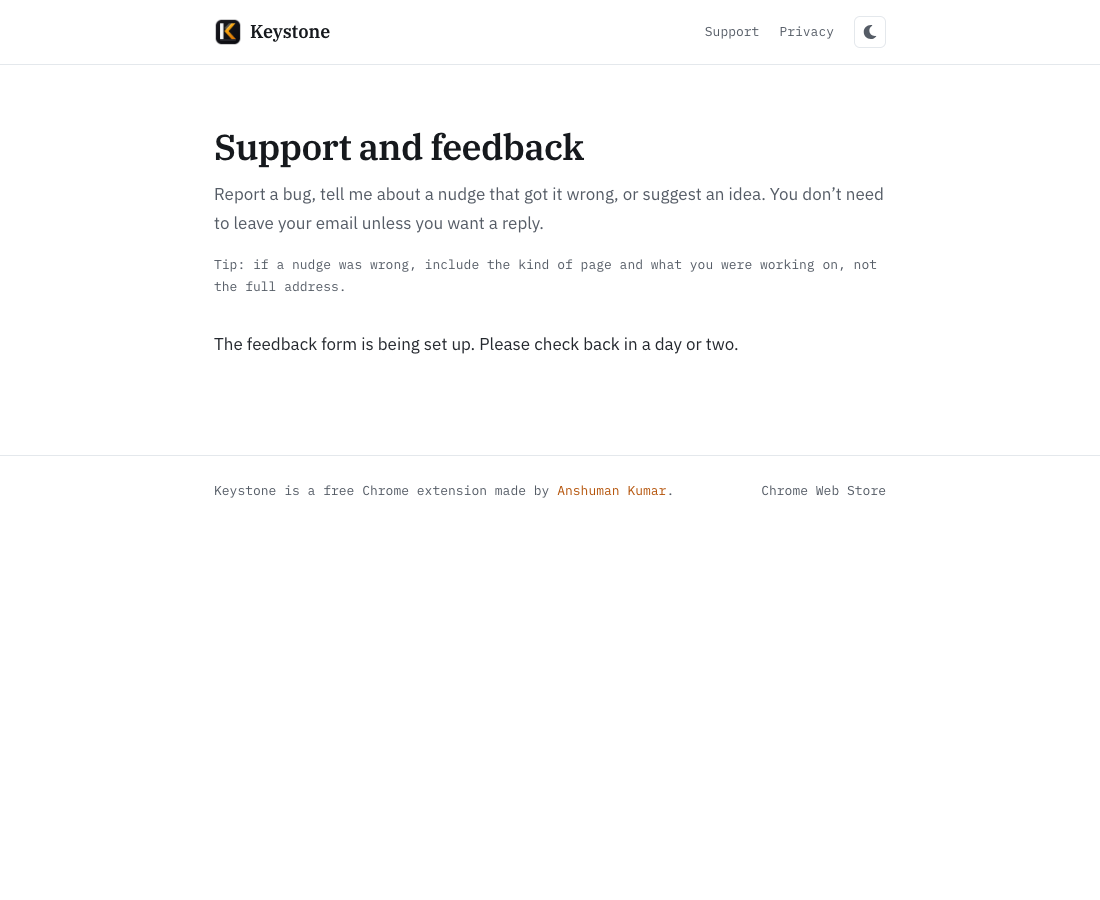 Keystone
Support
Privacy
Support and feedback
Report a bug, tell me about a nudge that got it wrong, or suggest an idea. You don’t need
to leave your email unless you want a reply.
Tip: if a nudge was wrong, include the kind of page and what you were working on, not
the full address.
The feedback form is being set up. Please check back in a day or two.
Keystone is a free Chrome extension made by Anshuman Kumar.
Chrome Web Store